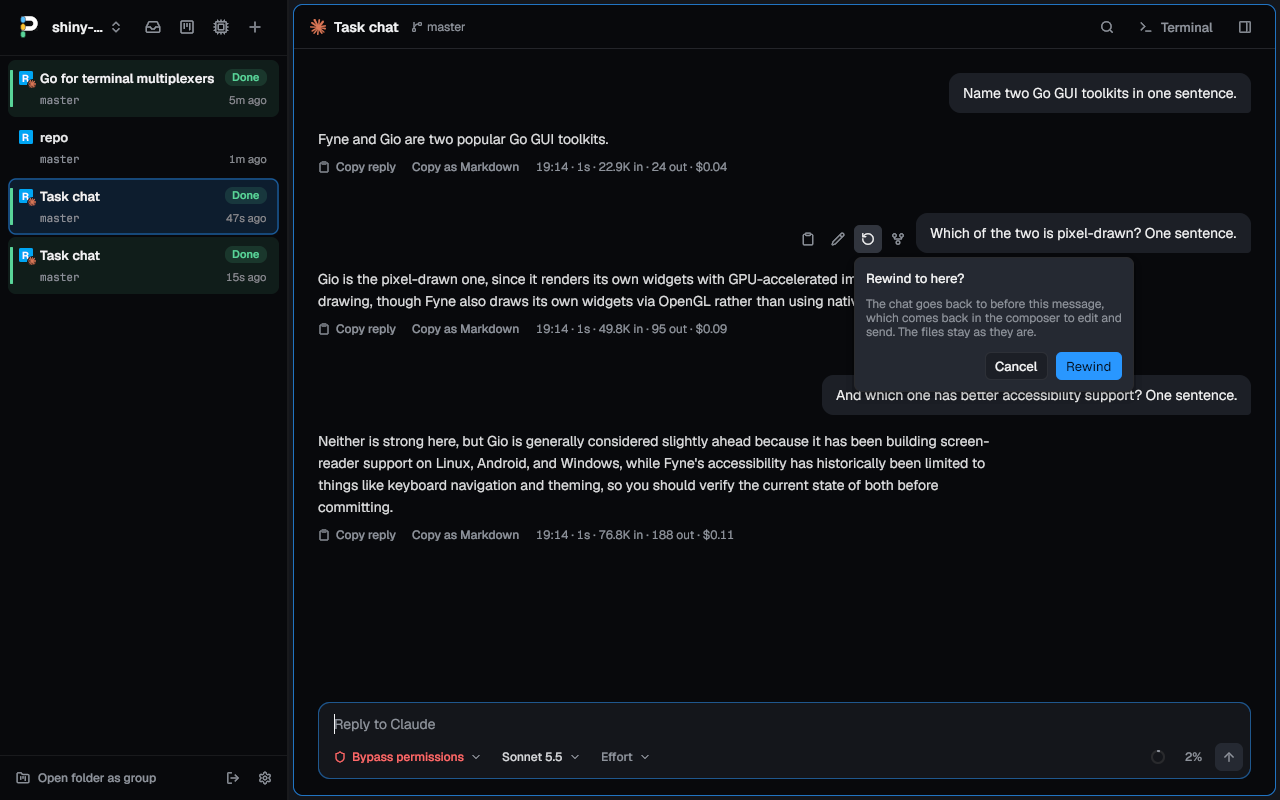 shiny-...
Go for terminal multiplexers
Done
master
5m ago
repo
master
1m ago
Task chat
Done
master
47s ago
Task chat
Done
master
15s ago
Open folder as group
Task chat
master
Terminal
Name two Go GUI toolkits in one sentence.
Fyne and Gio are two popular Go GUI toolkits.
Copy reply
Copy as Markdown
19:14 · 1s · 22.9K in · 24 out · $0.04
Which of the two is pixel-drawn? One sentence.
Gio is the pixel-drawn one, since it renders its own widgets with GPU-accelerated
drawing, though Fyne also draws its own widgets via OpenGL rather than using
Copy reply
Copy as Markdown
19:14 · 1s · 49.8K in · 95 out · $0.09
Rewind to here?
The chat goes back to before this message,
which comes back in the composer to edit and
send. The files stay as they are.
Cancel
Rewind
And which one has better accessibility support? One sentence.
Neither is strong here, but Gio is generally considered slightly ahead because it has been building screen-
reader support on Linux, Android, and Windows, while Fyne's accessibility has historically been limited to
things like keyboard navigation and theming, so you should verify the current state of both before
committing.
Copy reply
Copy as Markdown
19:14 · 1s · 76.8K in · 188 out · $0.11
Reply to Claude
Bypass permissions
Sonnet 5.5
Effort
2%